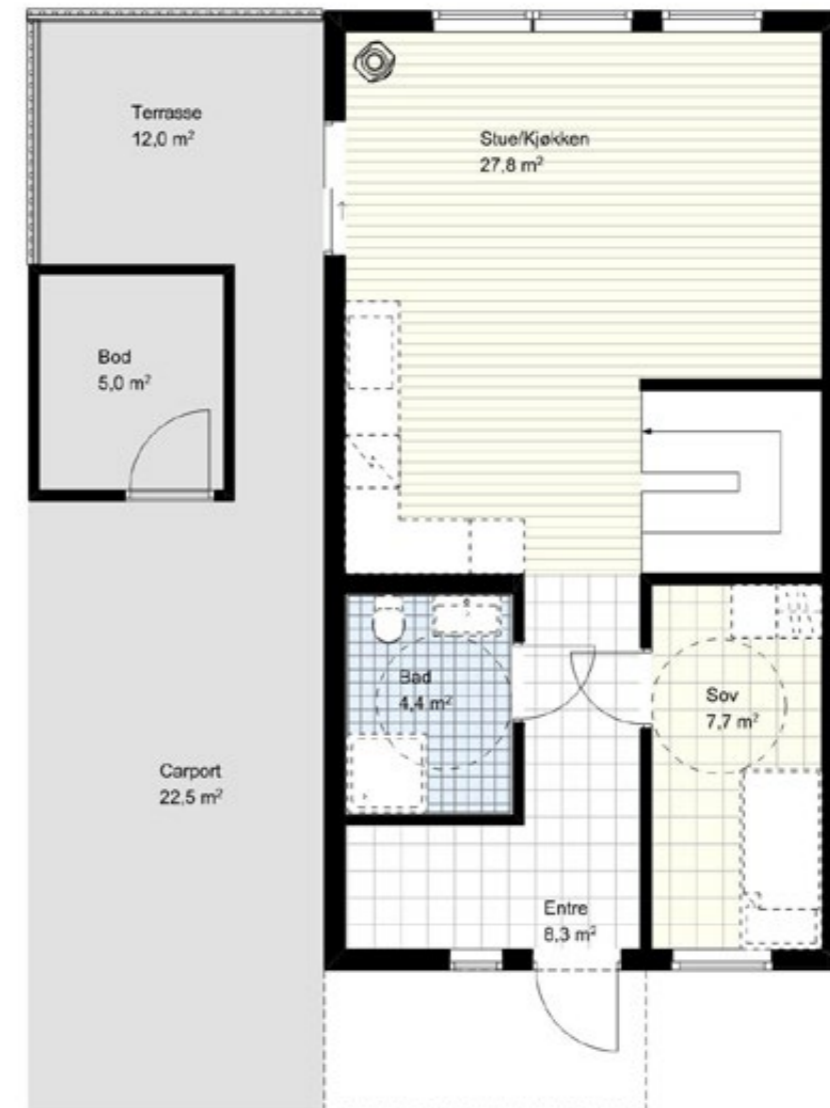 Terrasse
12,0 m²
Stue/Kjøkken
27,8 m²
Bod
5,0 m²
Bad
4,4 m²
Sov
7,7 m²
Carport
22,5 m²
Entre
8,3 m²